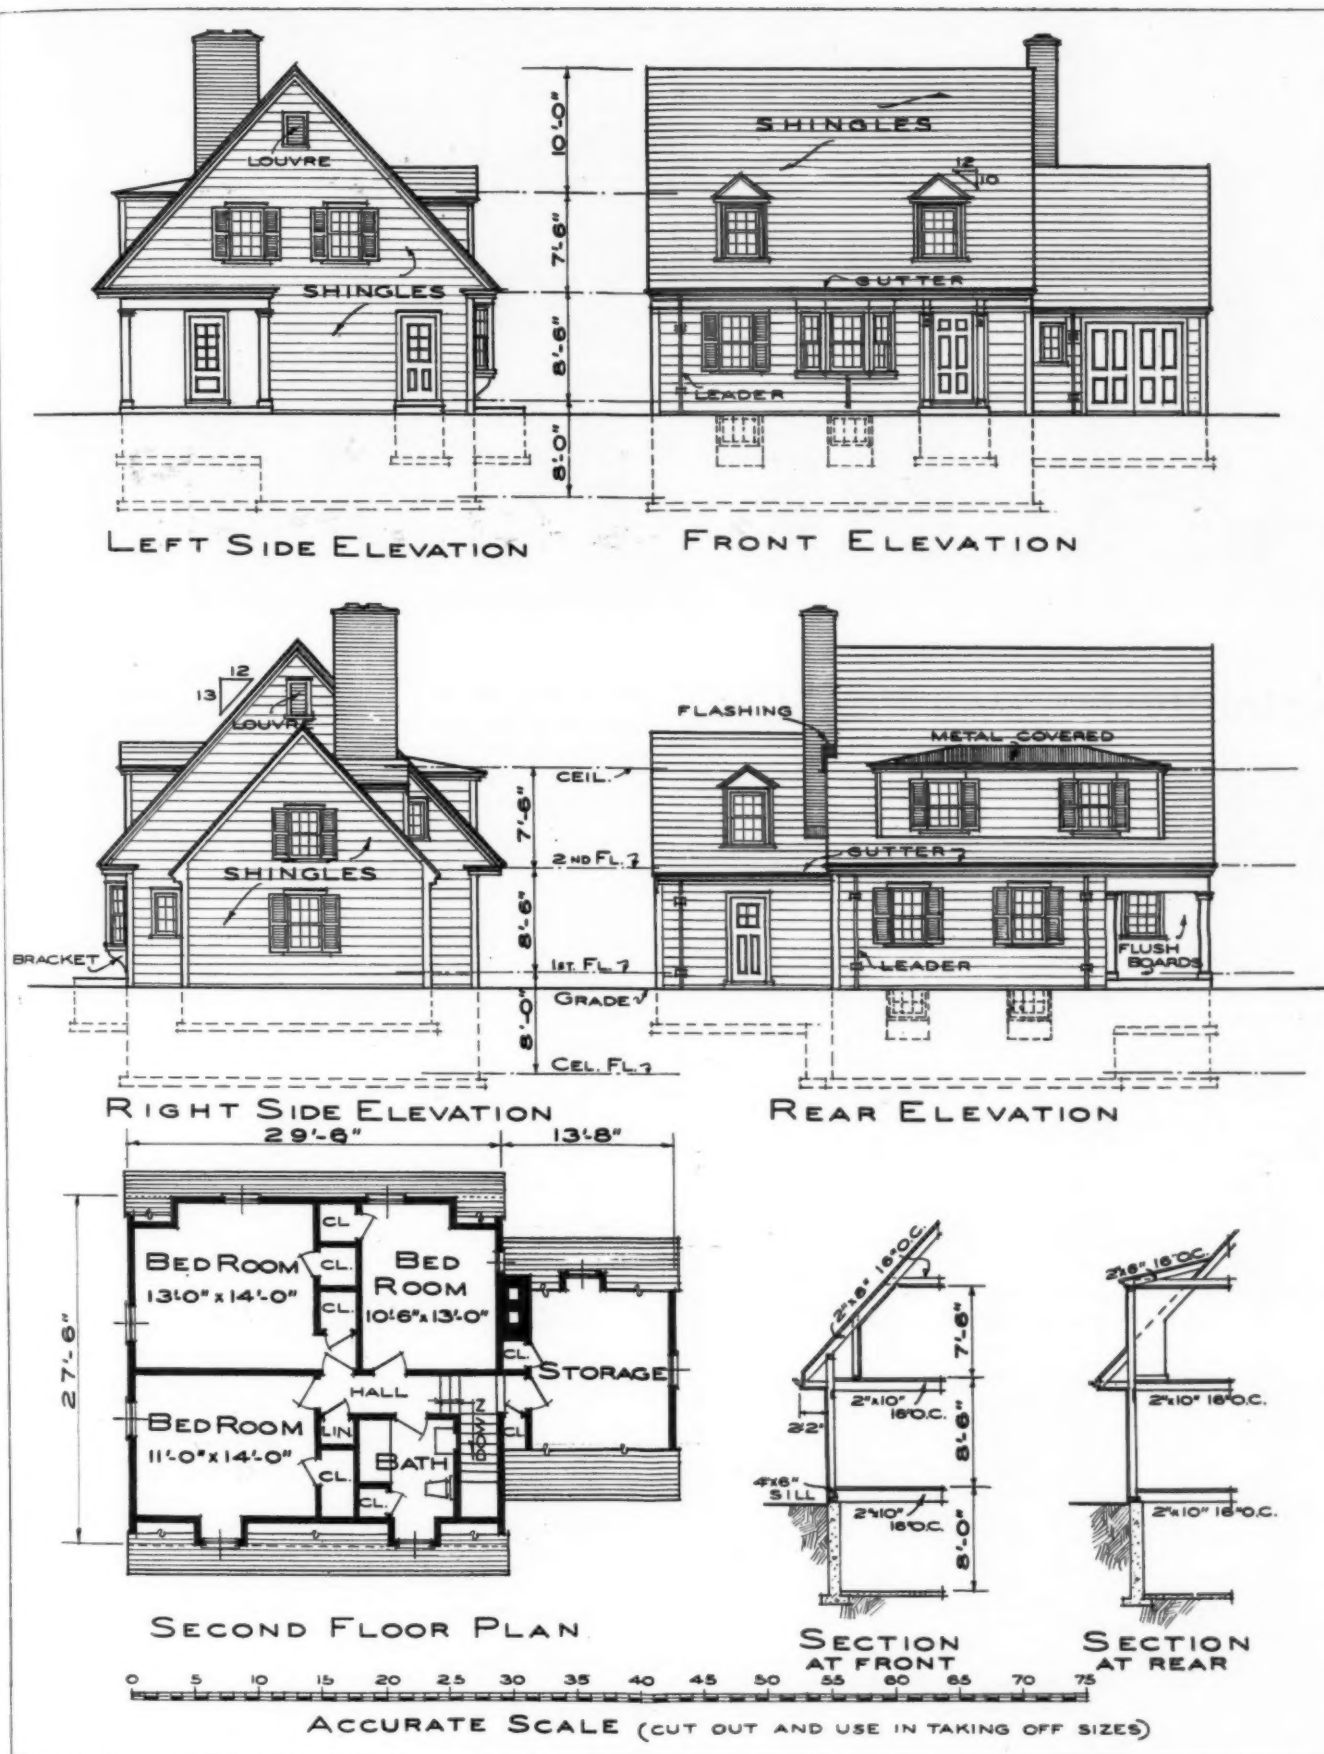 10'-0"
7'-6"
8'-6"
8'-0"
LOUVRE
SHINGLES
LEFT SIDE ELEVATION
SHINGLES
12
10
GUTTER
LEADER
FRONT ELEVATION
12
13
LOUVRE
SHINGLES
BRACKET
RIGHT SIDE ELEVATION
CEIL.
7'-6"
2ND FL.
8'-6"
1ST. FL.
GRADE
8'-0"
CEL. FL.
FLASHING
METAL COVERED
GUTTER
LEADER
FLUSH
BOARDS
REAR ELEVATION
29'-6"
13'-8"
27'-6"
CL.
BED ROOM
13'-0" x 14'-0"
CL.
CL.
BED
ROOM
10'-6" x 13'-0"
CL.
STORAGE
HALL
BED ROOM
11'-0" x 14'-0"
LIN.
CL.
BATH
CL.
DOWN
CL.
SECOND FLOOR PLAN
2"x8" 16"O.C.
7'-6"
2"x10"
16"O.C.
2'2"
8'-6"
4"x6"
SILL
2"x10"
16"O.C.
8'-0"
SECTION
AT FRONT
2"x6" 16"O.C.
2"x10" 16"O.C.
2"x10" 16"O.C.
SECTION
AT REAR
0 5 10 15 20 25 30 35 40 45 50 55 60 65 70 75
ACCURATE SCALE (CUT OUT AND USE IN TAKING OFF SIZES)